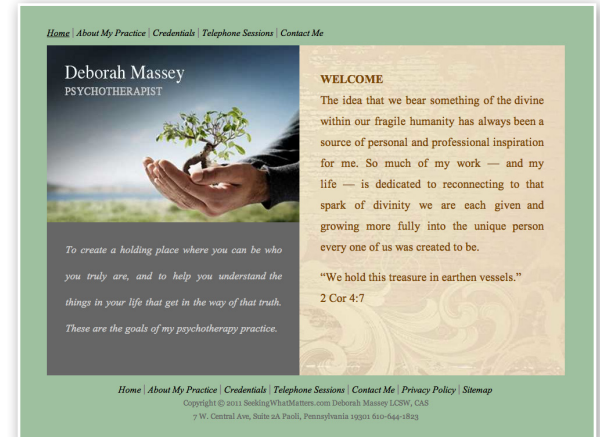 Home | About My Practice | Credentials | Telephone Sessions | Contact Me
Deborah Massey
PSYCHOTHERAPIST
To create a holding place where you can be who
you truly are, and to help you understand the
things in your life that get in the way of that truth.
These are the goals of my psychotherapy practice.
WELCOME
The idea that we bear something of the divine
within our fragile humanity has always been a
source of personal and professional inspiration
for me. So much of my work — and my
life — is dedicated to reconnecting to that
spark of divinity we are each given and
growing more fully into the unique person
every one of us was created to be.
“We hold this treasure in earthen vessels.”
2 Cor 4:7
Home | About My Practice | Credentials | Telephone Sessions | Contact Me | Privacy Policy | Sitemap
Copyright © 2011 SeekingWhatMatters.com Deborah Massey LCSW, CAS
7 W. Central Ave, Suite 2A Paoli, Pennsylvania 19301 610-644-1823